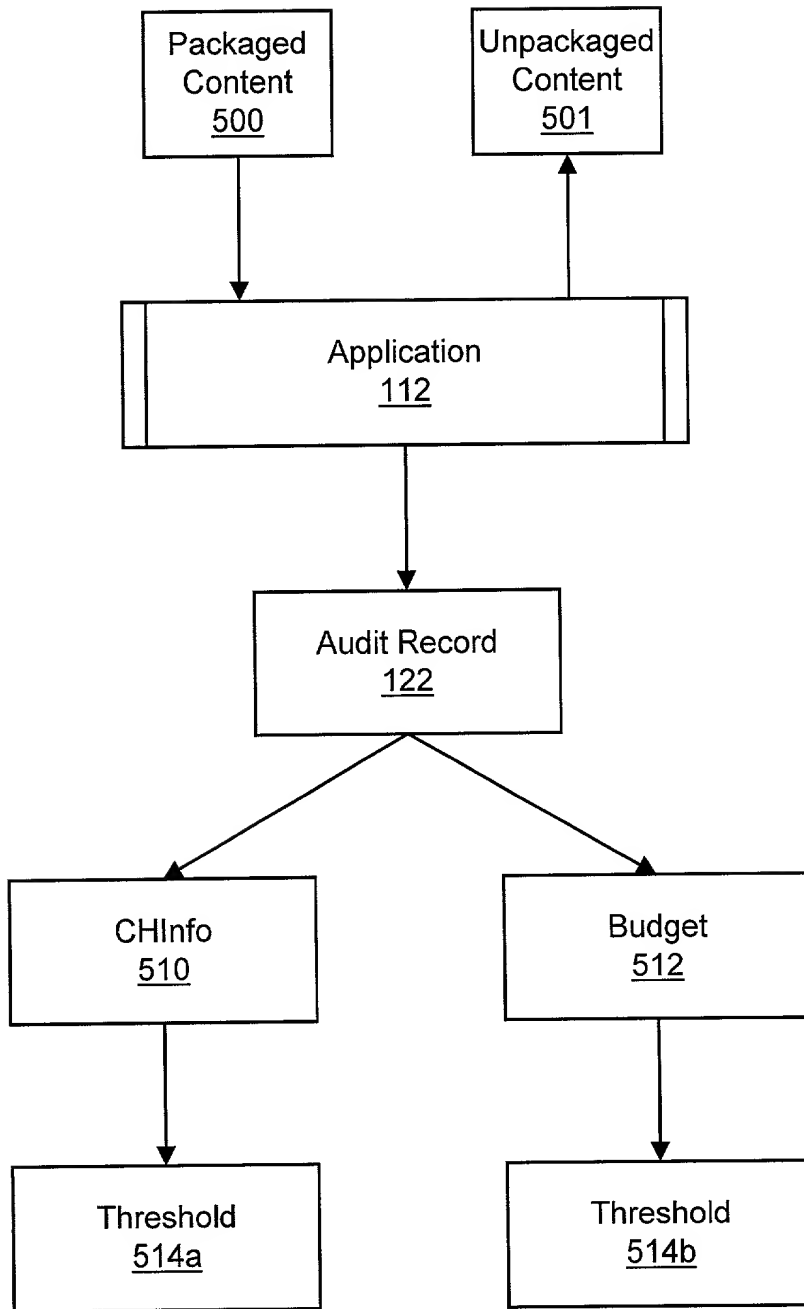 Packaged
Content
500
Unpackaged
Content
501
Application
112
Audit Record
122
CHInfo
510
Budget
512
Threshold
514a
Threshold
514b